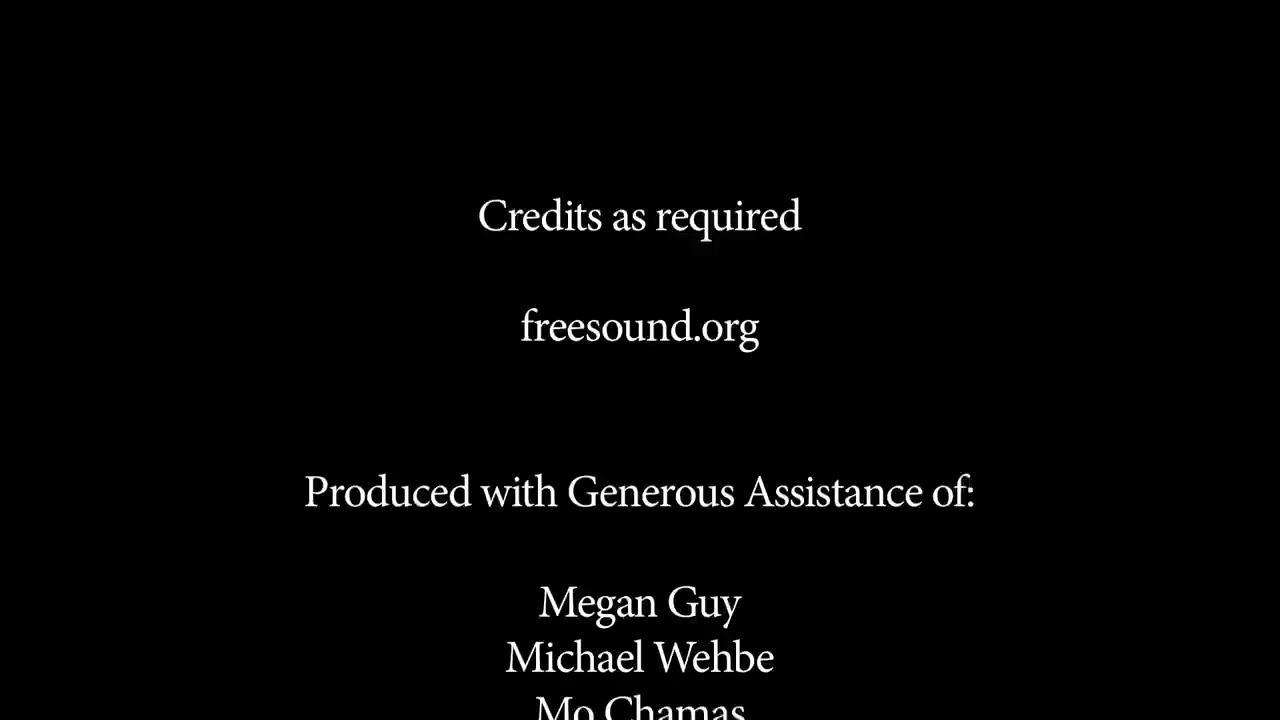 Credits as required
freesound.org
Produced with Generous Assistance of:
Megan Guy
Michael Wehbe
Mo Chamas